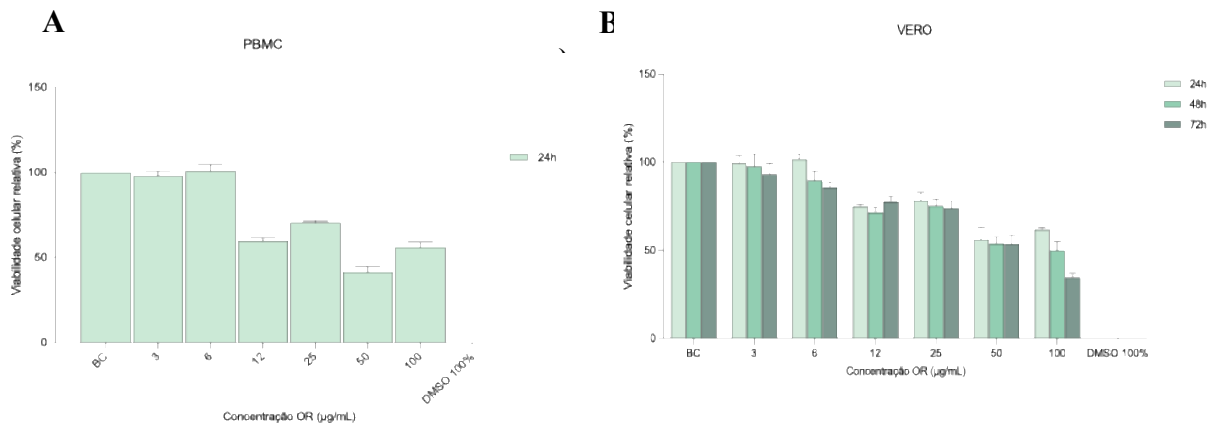 A
PBMC
150
100
50
0
Viabilidade celular relativa (%)
BC 3 6 12 25 50 100 DMSO 100%
Concentração OR (µg/mL)
24h
B
VERO
150
100
50
0
Viabilidade celular relativa (%)
BC 3 6 12 25 50 100 DMSO 100%
Concentração OR (µg/mL)
24h
48h
72h